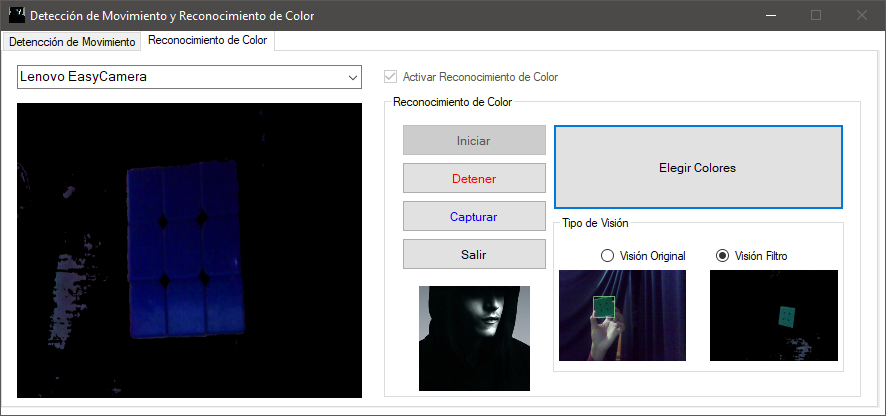 Detección de Movimiento y Reconocimiento de Color
Detencción de Movimiento
Reconocimiento de Color
Lenovo EasyCamera
Activar Reconocimiento de Color
Reconocimiento de Color
Iniciar
Detener
Capturar
Salir
Elegir Colores
Tipo de Visión
Visión Original
Visión Filtro